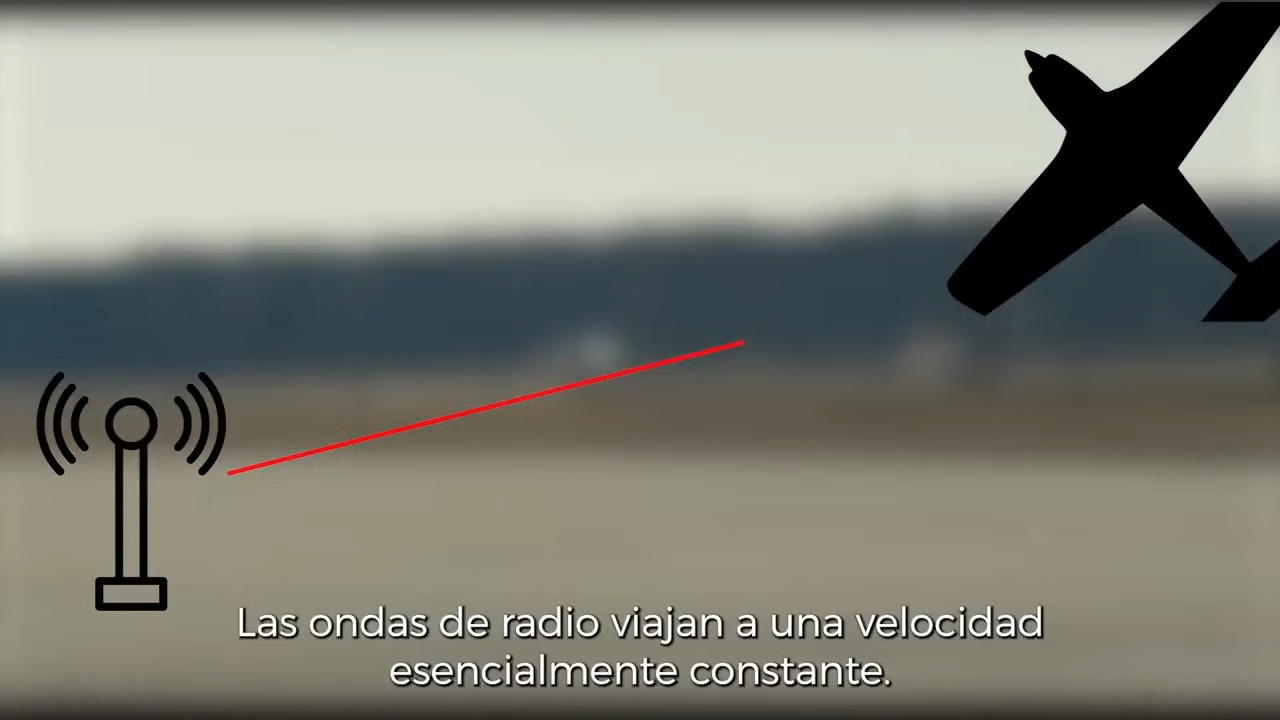 Las ondas de radio viajan a una velocidad
esencialmente constante.